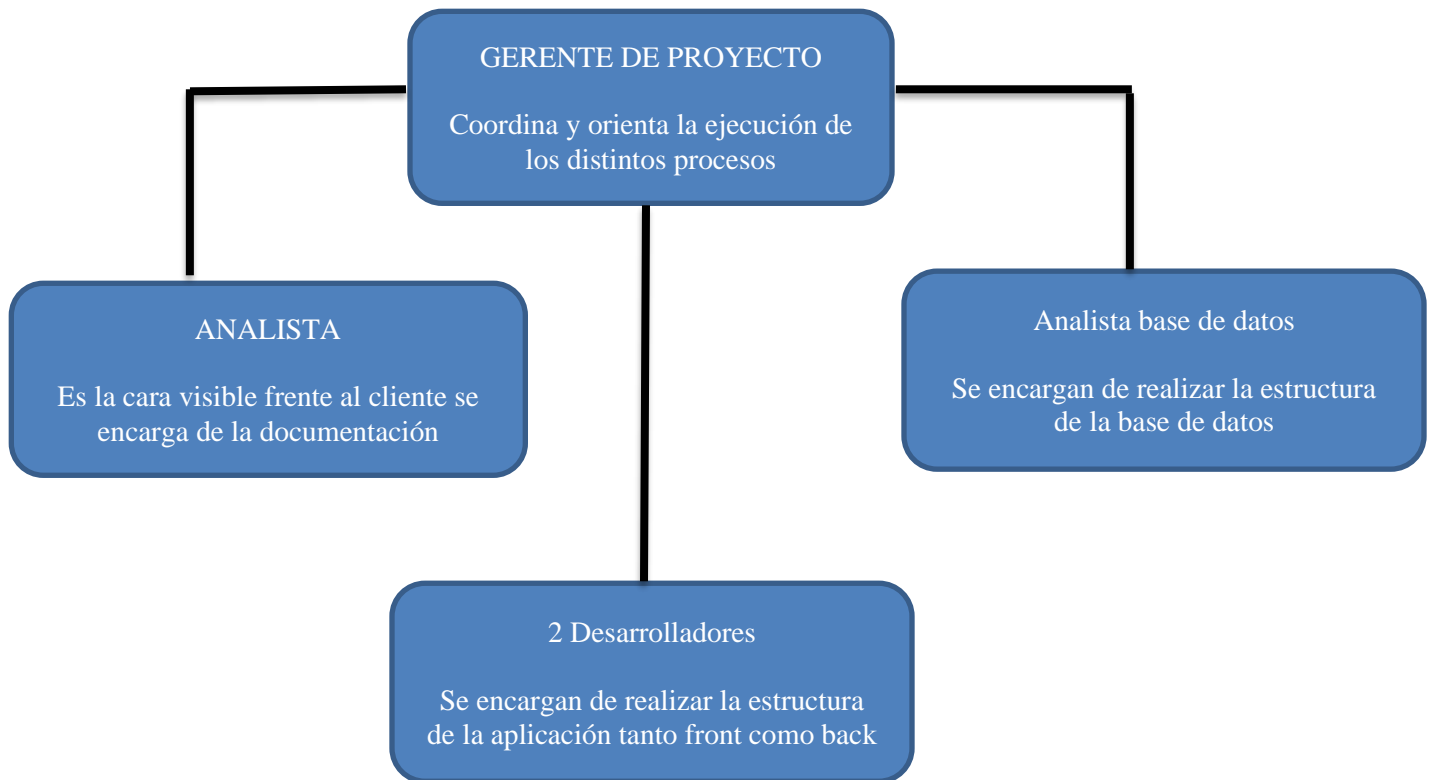 GERENTE DE PROYECTO
Coordina y orienta la ejecución de
los distintos procesos
ANALISTA
Es la cara visible frente al cliente se
encarga de la documentación
Analista base de datos
Se encargan de realizar la estructura
de la base de datos
2 Desarrolladores
Se encargan de realizar la estructura
de la aplicación tanto front como back